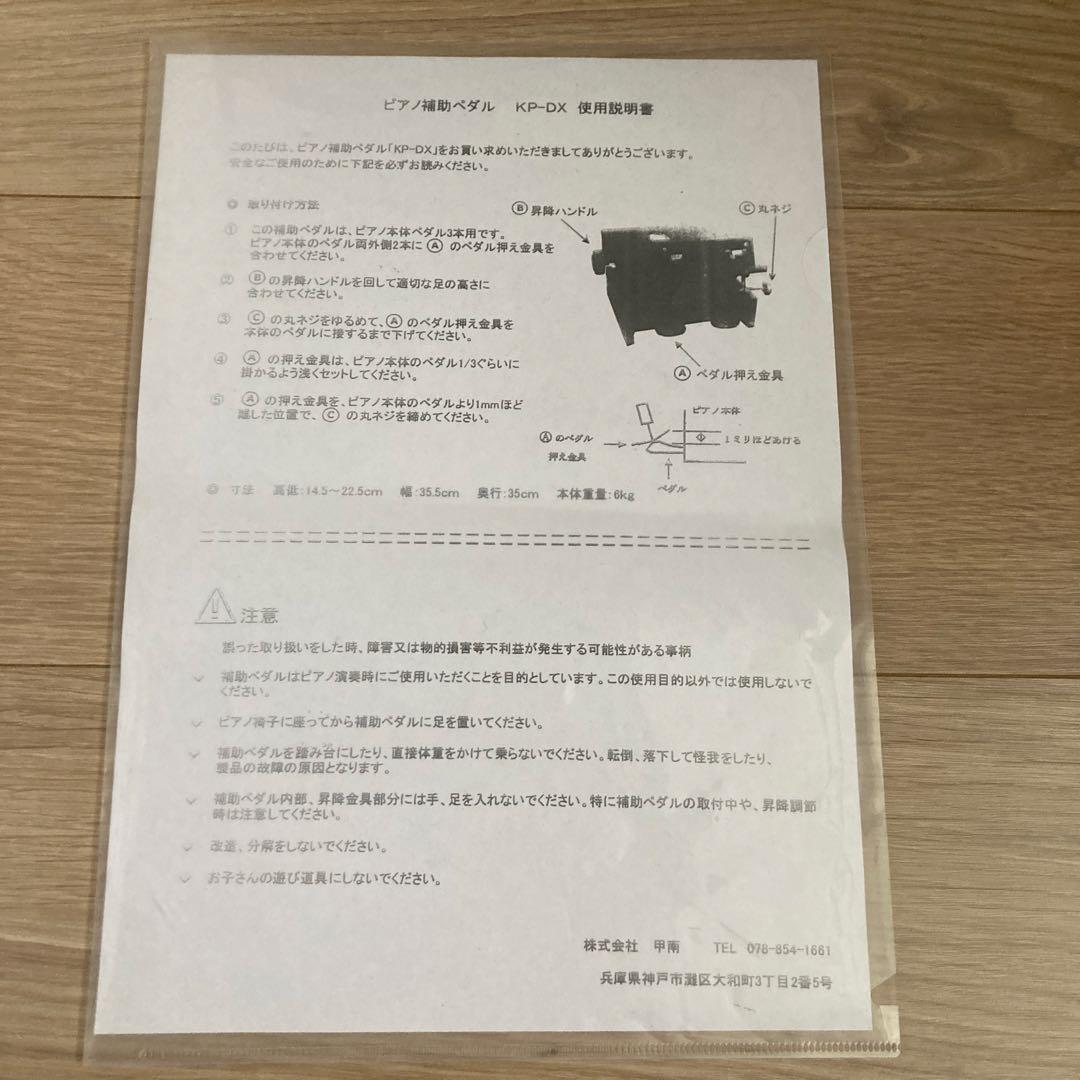 ピアノ補助ペダル　KP-DX 使用説明書
このたびは、ピアノ補助ペダル「KP-DX」をお買い求めいただきましてありがとうございます。
安全なご使用のために下記を必ずお読みください。
◎ 取り付け方法
① この補助ペダルは、ピアノ本体ペダル3本用です。
ピアノ本体のペダル両外側2本に Ⓐ のペダル押え金具を
合わせてください。
② Ⓑ の昇降ハンドルを回して適切な足の高さに
合わせてください。
③ Ⓒ の丸ネジをゆるめて、Ⓐ のペダル押え金具を
本体のペダルに接するまで下げてください。
④ Ⓐ の押え金具は、ピアノ本体のペダル1/3ぐらいに
掛かるよう浅くセットしてください。
⑤ Ⓐ の押え金具を、ピアノ本体のペダルより1mmほど
離した位置で、Ⓒ の丸ネジを締めてください。
Ⓑ 昇降ハンドル
Ⓒ 丸ネジ
Ⓐ ペダル押え金具
ピアノ本体
Ⓐのペダル
押え金具
1ミリほどあける
ペダル
◎ 寸法　高低:14.5～22.5cm　幅:35.5cm　奥行:35cm　本体重量:6kg
注意
誤った取り扱いをした時、障害又は物的損害等不利益が発生する可能性がある事柄
補助ペダルはピアノ演奏時にご使用いただくことを目的としています。この使用目的以外では使用しないで
ください。
ピアノ椅子に座ってから補助ペダルに足を置いてください。
補助ペダルを踏み台にしたり、直接体重をかけて乗らないでください。転倒、落下して怪我をしたり、
製品の故障の原因となります。
補助ペダル内部、昇降金具部分には手、足を入れないでください。特に補助ペダルの取付中や、昇降調節
時は注意してください。
改造、分解をしないでください。
お子さんの遊び道具にしないでください。
株式会社　甲南　TEL 078-854-1661
兵庫県神戸市灘区大和町3丁目2番5号